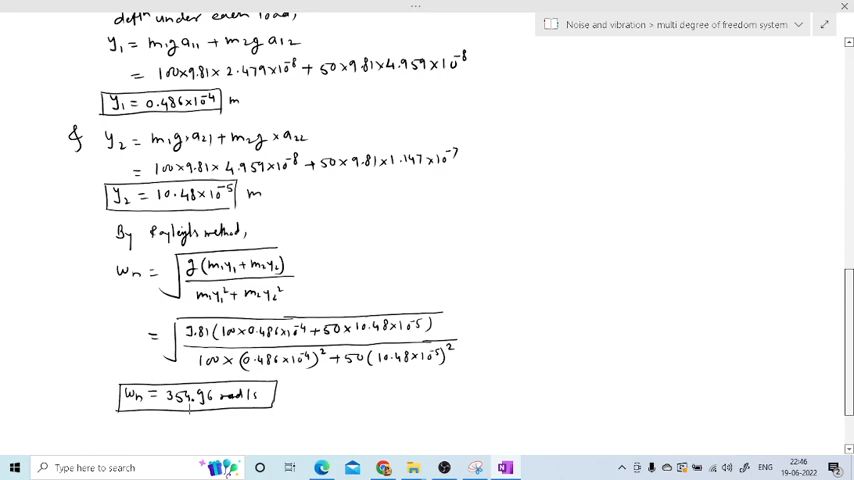 Noise and vibration > multi degree of freedom system
depth under each load,
y₁ = m₁g a₁₁ + m₂g a₁₂
= 100×9.81× 2.479×10⁻⁸ + 50×9.81×4.959×10⁻⁸
y₁ = 0.486×10⁻⁴ m
& y₂ = m₁g×a₂₁ + m₂g × a₂₂
= 100×9.81× 4.959×10⁻⁸ + 50×9.81×1.147×10⁻⁷
y₂ = 10.48×10⁻⁵ m
By Rayleighs method,
ωn = √(g(m₁y₁ + m₂y₂) / (m₁y₁² + m₂y₂²))
= √(9.81(100×0.486×10⁻⁴ + 50×10.48×10⁻⁵) / (100×(0.486×10⁻⁴)² + 50(10.48×10⁻⁵)²))
ωn = 354.96 rad/s
Type here to search
ENG
22:46
19-06-2022